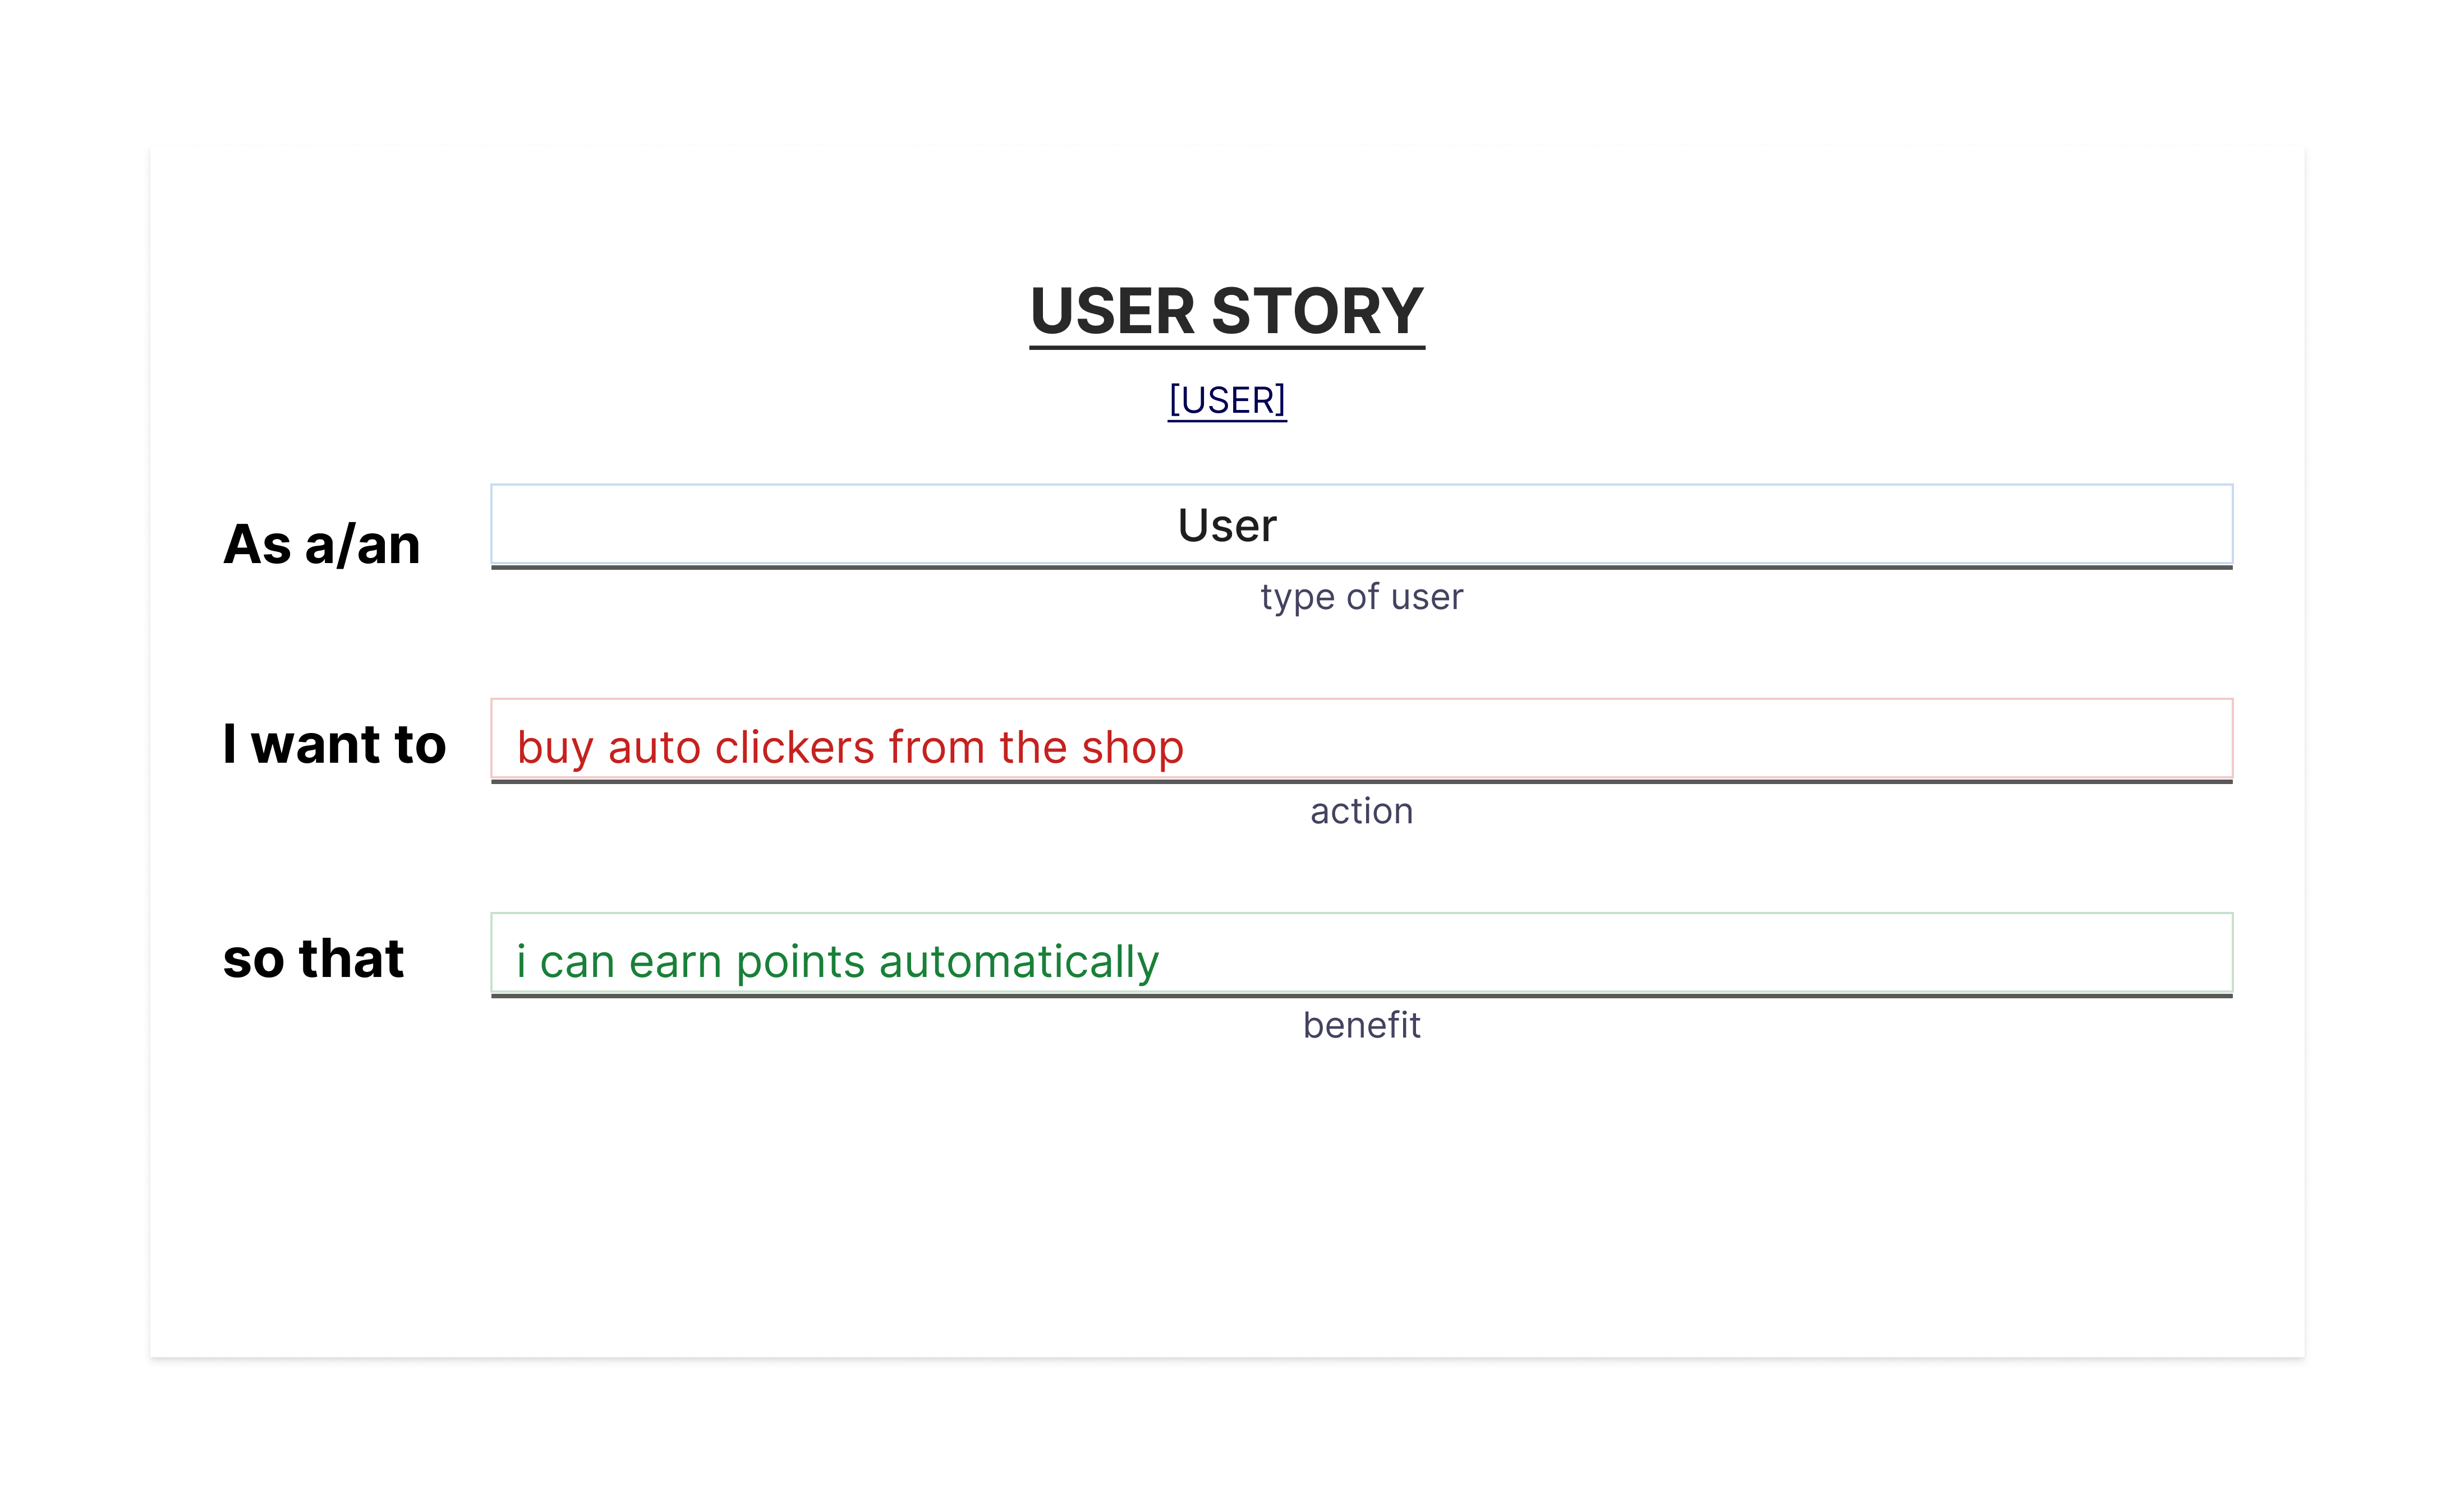 USER STORY
[USER]
As a/an User
type of user
I want to buy auto clickers from the shop
action
so that i can earn points automatically
benefit